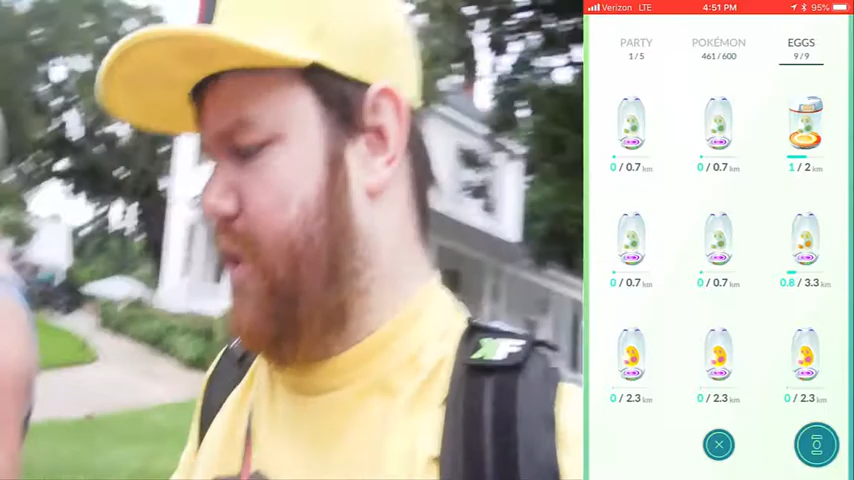 Verizon LTE 4:51 PM 95%
PARTY POKÉMON EGGS
1/5 461/600 9/9
0 / 0.7 km 0 / 0.7 km 1 / 2 km
0 / 0.7 km 0 / 0.7 km 0.8 / 3.3 km
0 / 2.3 km 0 / 2.3 km 0 / 2.3 km
XF